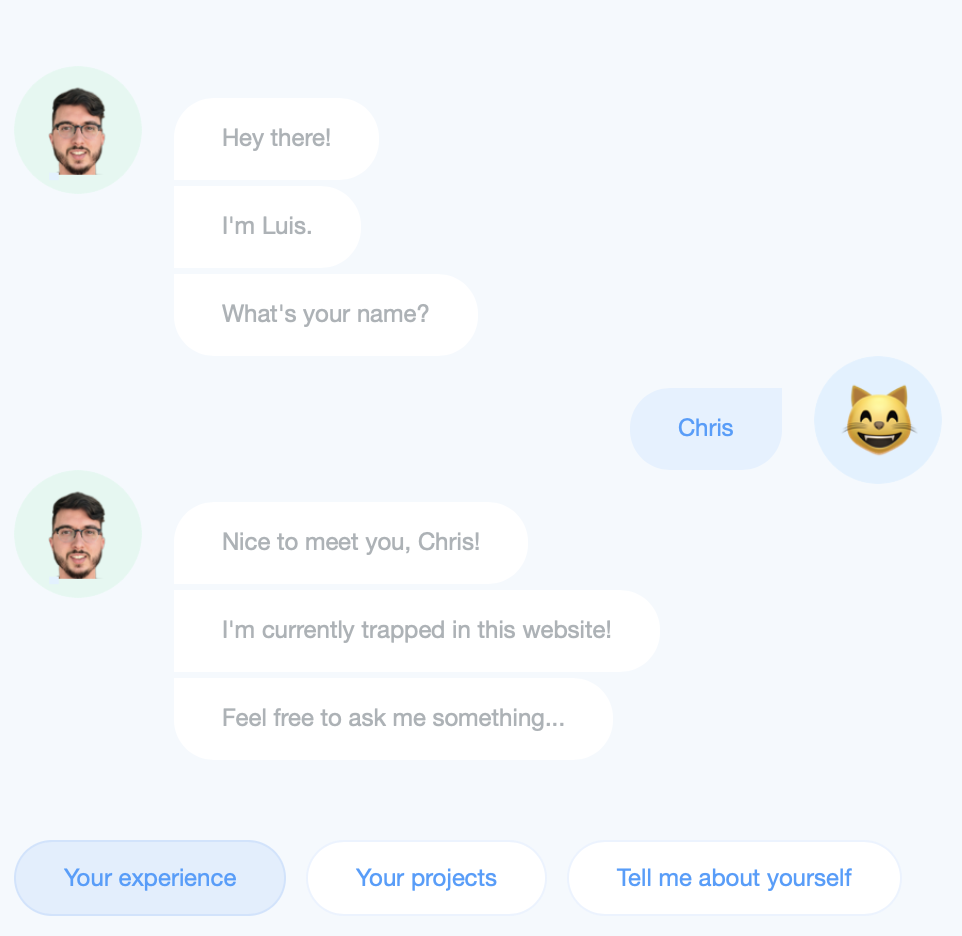 Hey there!
I'm Luis.
What's your name?
Chris
Nice to meet you, Chris!
I'm currently trapped in this website!
Feel free to ask me something...
Your experience
Your projects
Tell me about yourself